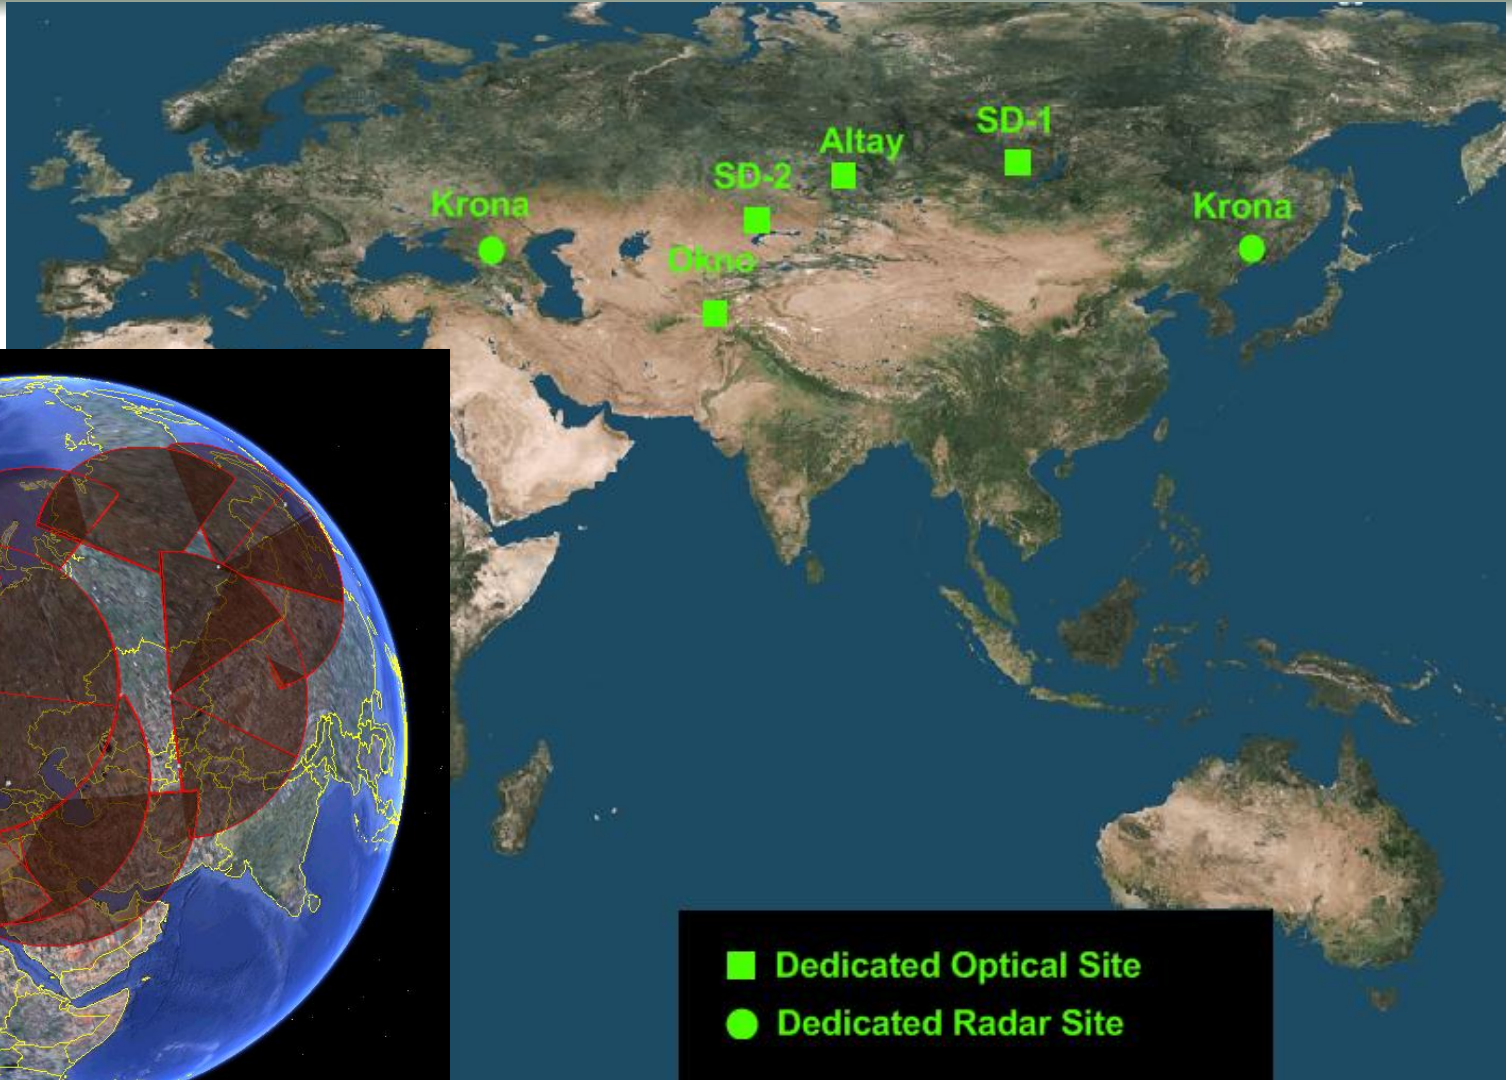 SD-1
Altay
SD-2
Krona
Krona
Okno
Dedicated Optical Site
Dedicated Radar Site